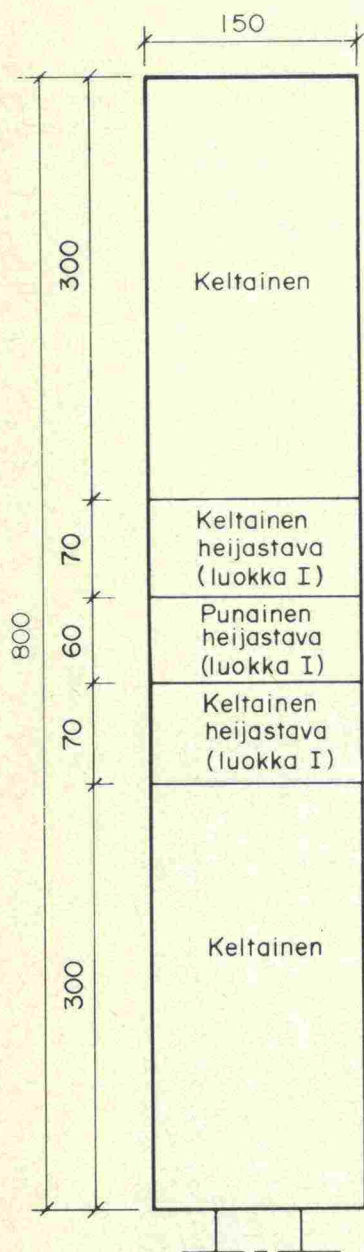 150
300
Keltainen
70
Keltainen
heijastava
(luokka I)
800
60
Punainen
heijastava
(luokka I)
70
Keltainen
heijastava
(luokka I)
300
Keltainen